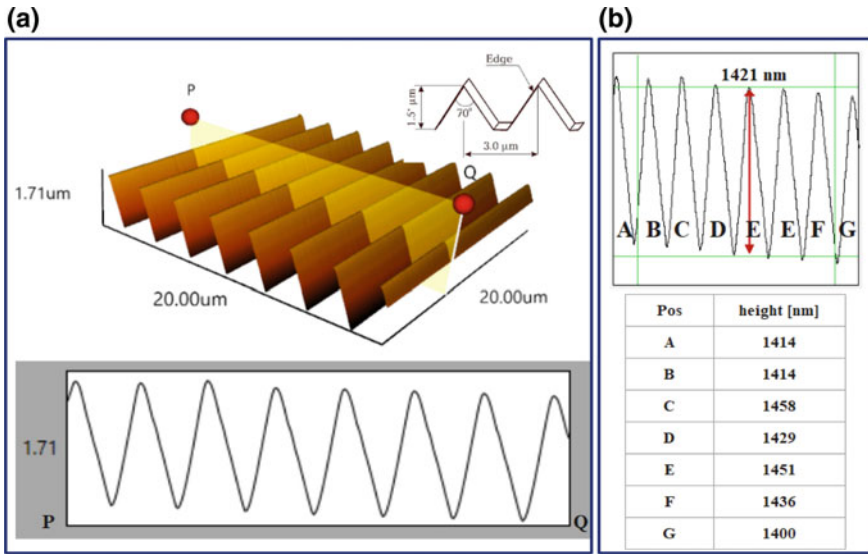 (a)
P
Edge
1.5* μm
70°
3.0 μm
Q
1.71um
20.00um
20.00um
1.71
P
Q
(b)
1421 nm
A B C D E E F G
Pos height [nm]
A 1414
B 1414
C 1458
D 1429
E 1451
F 1436
G 1400